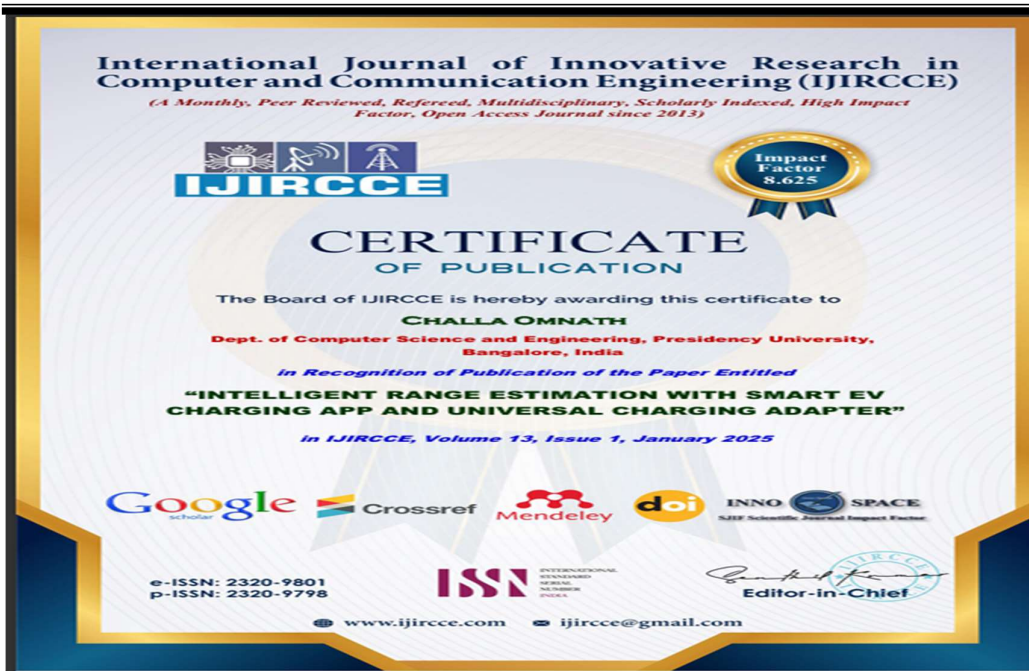 International Journal of Innovative Research in
Computer and Communication Engineering (IJIRCCE)
(A Monthly, Peer Reviewed, Refereed, Multidisciplinary, Scholarly Indexed, High Impact
Factor, Open Access Journal since 2013)
IJIRCCE
Impact
Factor
8.625
CERTIFICATE
OF PUBLICATION
The Board of IJIRCCE is hereby awarding this certificate to
CHALLA OMNATH
Dept. of Computer Science and Engineering, Presidency University,
Bangalore, India
in Recognition of Publication of the Paper Entitled
“INTELLIGENT RANGE ESTIMATION WITH SMART EV
CHARGING APP AND UNIVERSAL CHARGING ADAPTER”
in IJIRCCE, Volume 13, Issue 1, January 2025
Google
scholar
Crossref
Mendeley
doi
INNO SPACE
SJIF Scientific Journal Impact Factor
e-ISSN: 2320-9801
p-ISSN: 2320-9798
ISSN
INTERNATIONAL
STANDARD
SERIAL
NUMBER
INDIA
IJIRCCE
Editor-in-Chief
www.ijircce.com ijircce@gmail.com